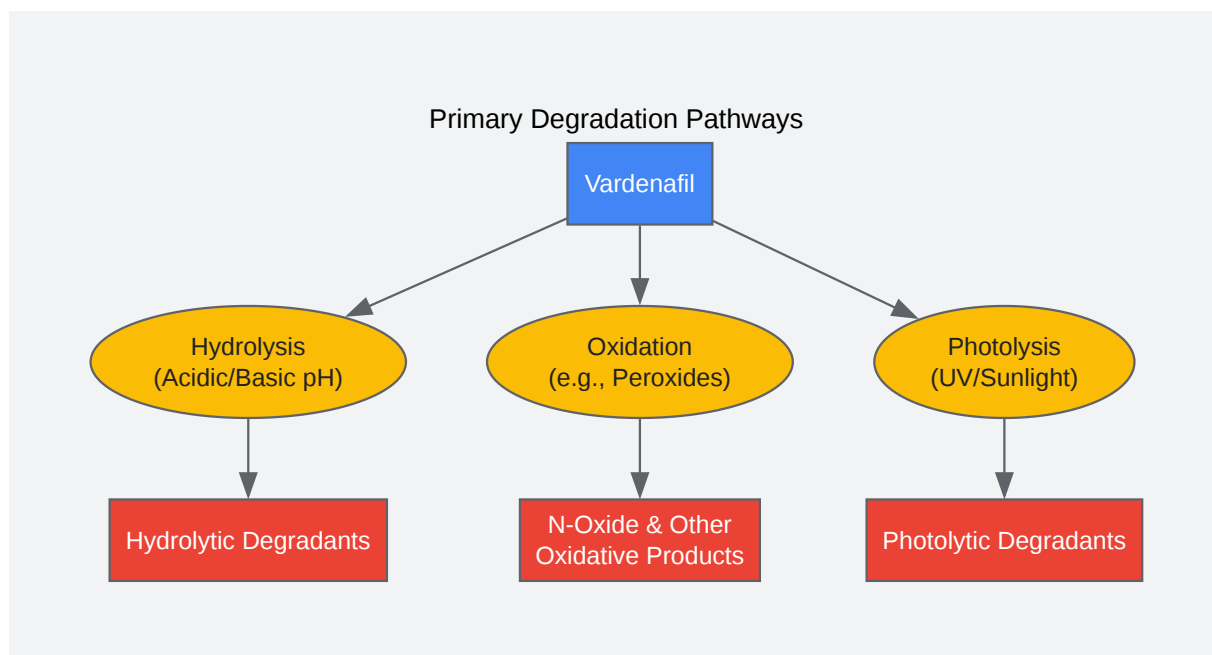 Primary Degradation Pathways
Vardenafil
Hydrolysis
(Acidic/Basic pH)
Oxidation
(e.g., Peroxides)
Photolysis
(UV/Sunlight)
Hydrolytic Degradants
N-Oxide & Other
Oxidative Products
Photolytic Degradants